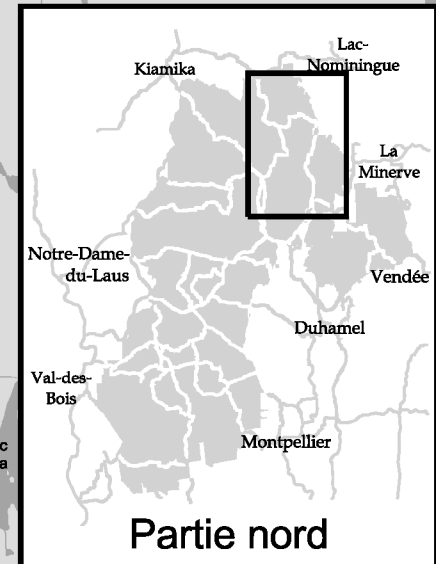 Lac-
Nominingue
Kiamika
La
Minerve
Notre-Dame-
du-Laus
Vendée
Duhamel
Val-des-
Bois
c
a
Montpellier
Partie nord